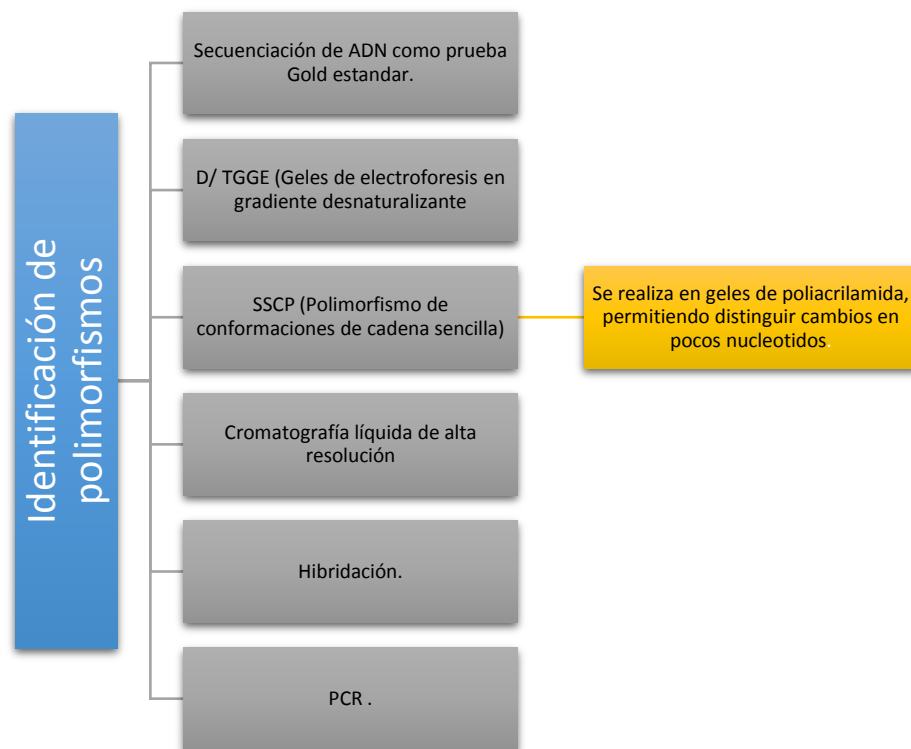 Identificación de
polimorfismos
Secuenciación de ADN como prueba
Gold estandar.
D/ TGGE (Geles de electroforesis en
gradiente desnaturalizante
SSCP (Polimorfismo de
conformaciones de cadena sencilla)
Se realiza en geles de poliacrilamida,
permitiendo distinguir cambios en
pocos nucleotidos.
Cromatografía líquida de alta
resolución
Hibridación.
PCR .